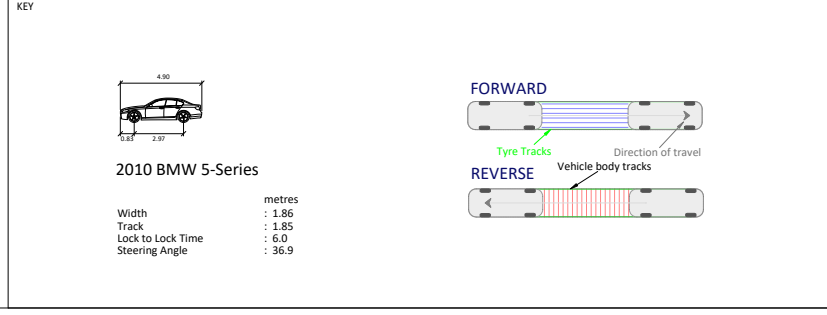 KEY
4.90
0.83
2.97
2010 BMW 5-Series
metres
Width : 1.86
Track : 1.85
Lock to Lock Time : 6.0
Steering Angle : 36.9
FORWARD
Tyre Tracks
Direction of travel
REVERSE
Vehicle body tracks